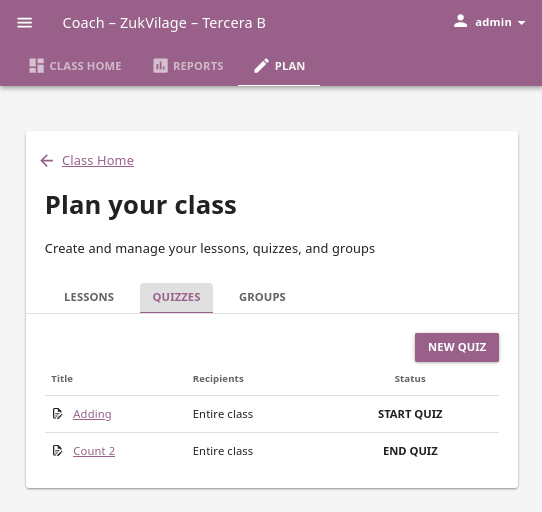 Coach – ZukVilage – Tercera B
admin
CLASS HOME
REPORTS
PLAN
Class Home
Plan your class
Create and manage your lessons, quizzes, and groups
LESSONS
QUIZZES
GROUPS
NEW QUIZ
Title Recipients Status
Adding Entire class START QUIZ
Count 2 Entire class END QUIZ